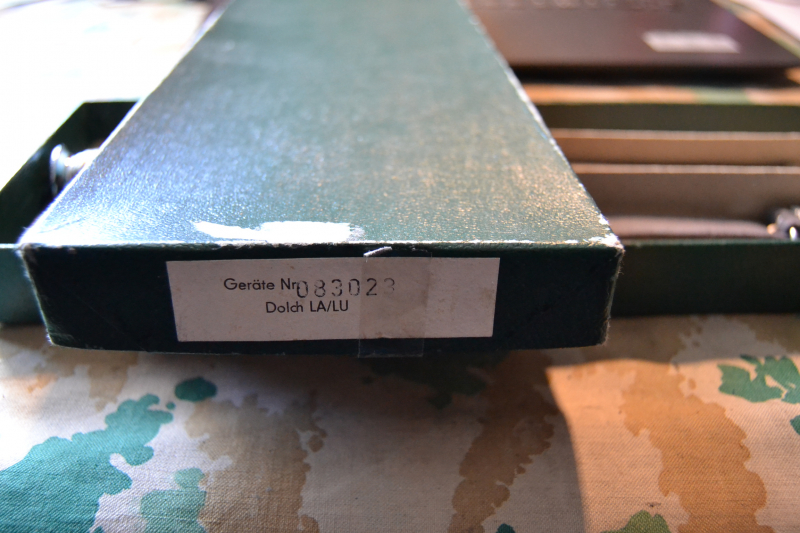 Geräte Nr. 083023
Dolch LA/LU